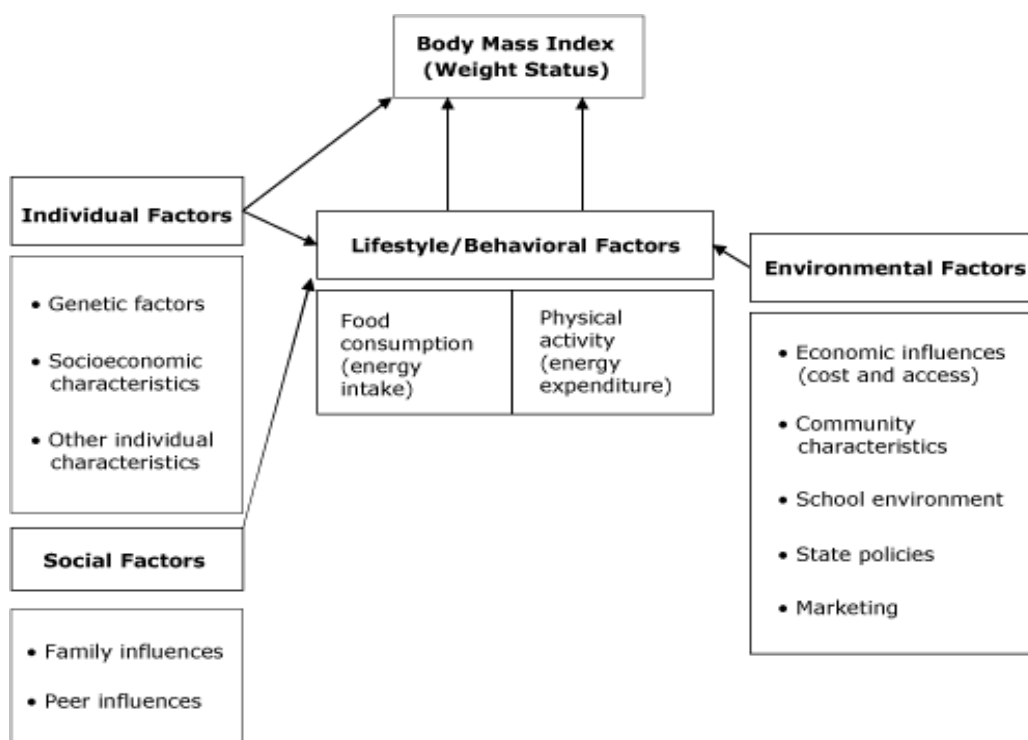 Body Mass Index
(Weight Status)
Individual Factors
• Genetic factors
• Socioeconomic
characteristics
• Other individual
characteristics
Social Factors
• Family influences
• Peer influences
Lifestyle/Behavioral Factors
Food
consumption
(energy
intake)
Physical
activity
(energy
expenditure)
Environmental Factors
• Economic influences
(cost and access)
• Community
characteristics
• School environment
• State policies
• Marketing